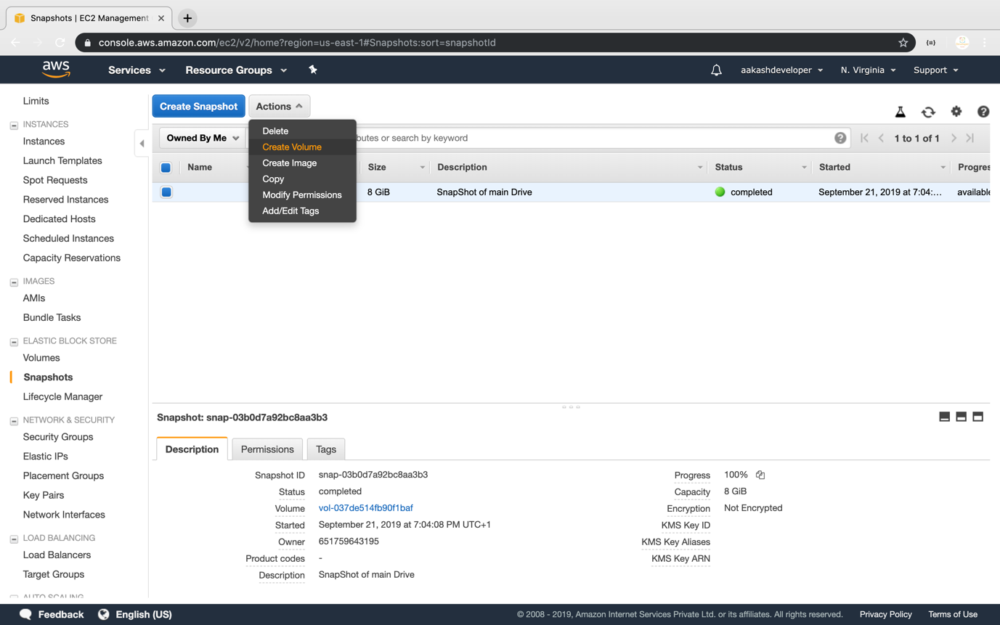 Snapshots | EC2 Management
console.aws.amazon.com/ec2/v2/home?region=us-east-1#Snapshots:sort=snapshotId
aws Services Resource Groups aakashdeveloper N. Virginia Support
Limits
INSTANCES
Instances
Launch Templates
Spot Requests
Reserved Instances
Dedicated Hosts
Scheduled Instances
Capacity Reservations
IMAGES
AMIs
Bundle Tasks
ELASTIC BLOCK STORE
Volumes
Snapshots
Lifecycle Manager
NETWORK & SECURITY
Security Groups
Elastic IPs
Placement Groups
Key Pairs
Network Interfaces
LOAD BALANCING
Load Balancers
Target Groups
AUTO SCALING
Create Snapshot Actions
Delete
Create Volume
Create Image
Copy
Modify Permissions
Add/Edit Tags
Owned By Me butes or search by keyword 1 to 1 of 1
Name Size Description Status Started Progres
8 GiB SnapShot of main Drive completed September 21, 2019 at 7:04:... available
Snapshot: snap-03b0d7a92bc8aa3b3
Description Permissions Tags
Snapshot ID snap-03b0d7a92bc8aa3b3
Status completed
Volume vol-037de514fb90f1baf
Started September 21, 2019 at 7:04:08 PM UTC+1
Owner 651759643195
Product codes -
Description SnapShot of main Drive
Progress 100%
Capacity 8 GiB
Encryption Not Encrypted
KMS Key ID
KMS Key Aliases
KMS Key ARN
Feedback English (US) © 2008 - 2019, Amazon Internet Services Private Ltd. or its affiliates. All rights reserved. Privacy Policy Terms of Use